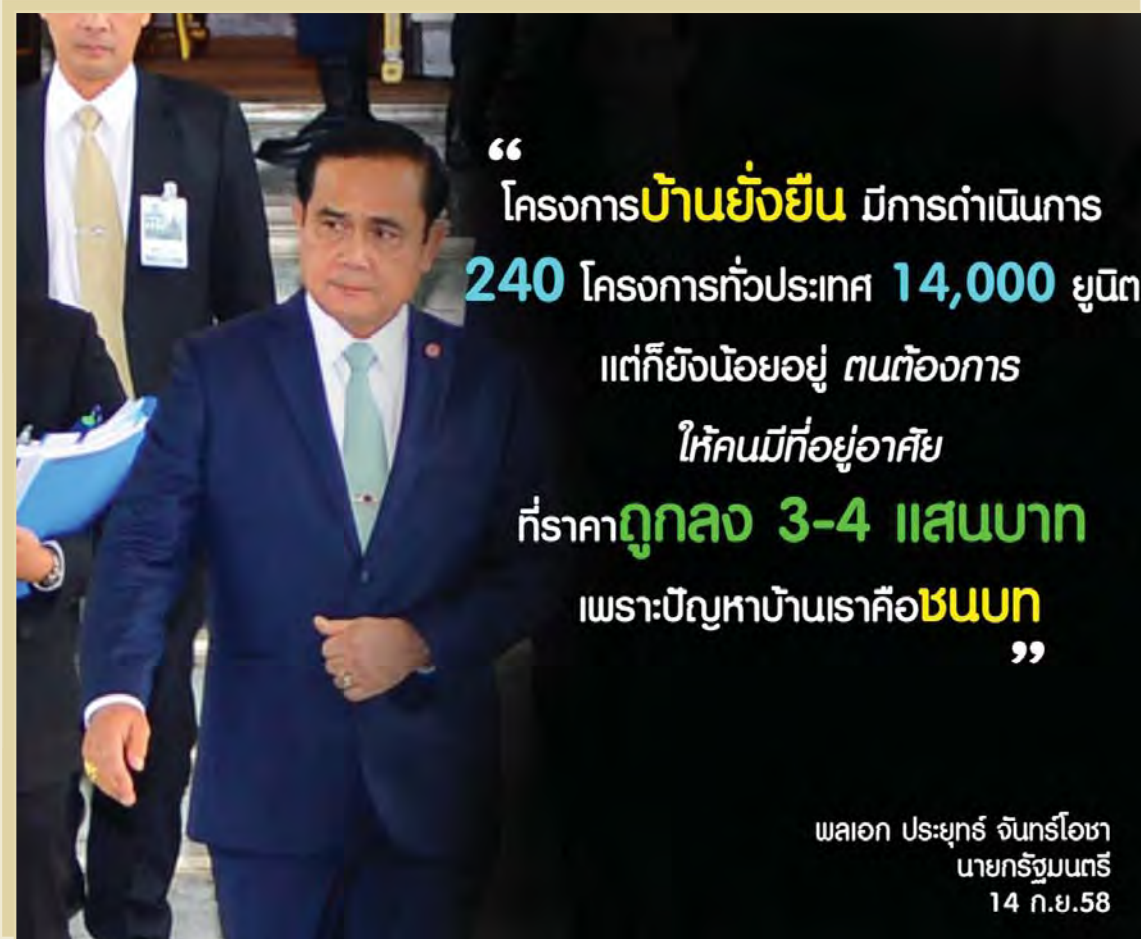 “
โครงการบ้านยั่งยืน มีการดำเนินการ
240 โครงการทั่วประเทศ 14,000 ยูนิต
แต่ก็ยังน้อยอยู่ ตนต้องการ
ให้คนมีที่อยู่อาศัย
ที่ราคาถูกลง 3-4 แสนบาท
เพราะปัญหาบ้านเราคือชนบท
”
พลเอก ประยุทธ์ จันทร์โอชา
นายกรัฐมนตรี
14 ก.ย.58